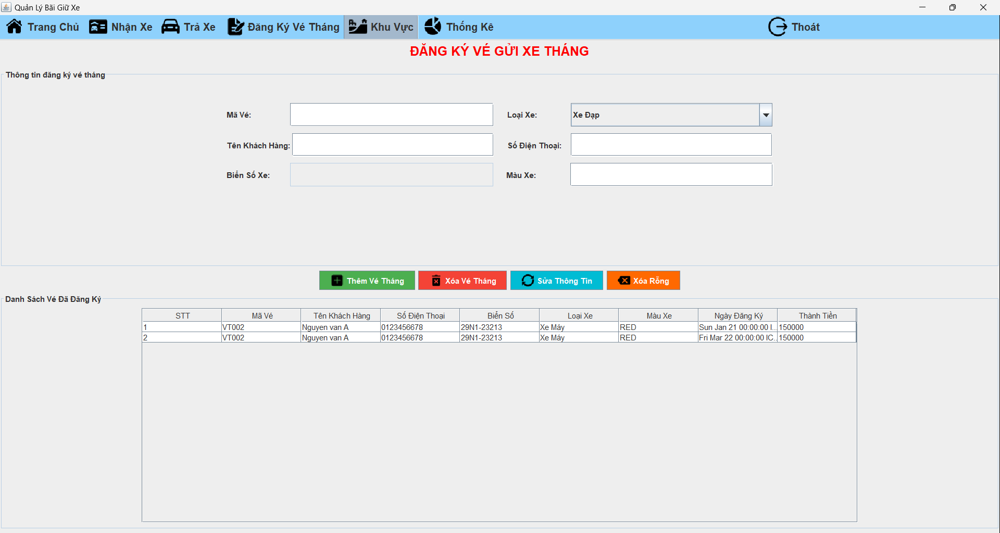 Quản Lý Bãi Giữ Xe
Trang Chủ Nhận Xe Trả Xe Đăng Ký Vé Tháng Khu Vực Thống Kê Thoát
ĐĂNG KÝ VÉ GỬI XE THÁNG
Thông tin đăng ký vé tháng
Mã Vé: Loại Xe: Xe Đạp
Tên Khách Hàng: Số Điện Thoại:
Biển Số Xe: Màu Xe:
Thêm Vé Tháng Xóa Vé Tháng Sửa Thông Tin Xóa Rỗng
Danh Sách Vé Đã Đăng Ký
STT Mã Vé Tên Khách Hàng Số Điện Thoại Biển Số Loại Xe Màu Xe Ngày Đăng Ký Thành Tiền
1 VT002 Nguyen van A 0123456678 29N1-23213 Xe Máy RED Sun Jan 21 00:00:00 I... 150000
2 VT002 Nguyen van A 0123456678 29N1-23213 Xe Máy RED Fri Mar 22 00:00:00 IC... 150000